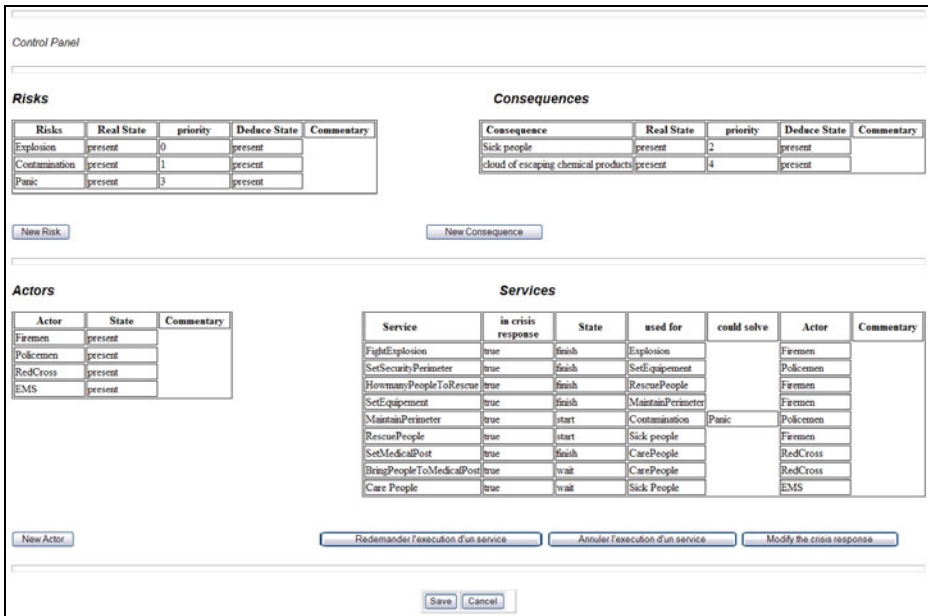 Control Panel
Risks Consequences
Risks Real State priority Deduce State Commentary
Explosion present 0 present
Contamination present 1 present
Panic present 3 present
Consequence Real State priority Deduce State Commentary
Sick people present 2 present
cloud of escaping chemical products present 4 present
New Risk New Consequence
Actors Services
Actor State Commentary
Firemen present
Policemen present
RedCross present
EMS present
Service in crisis response State used for could solve Actor Commentary
FightExplosion true finish Explosion Firemen
SetSecurityPerimeter true finish SetEquipement Policemen
HowmanyPeopleToRescue true finish RescuePeople Firemen
SetEquipement true finish MaintainPerimeter Firemen
MaintainPerimeter true start Contamination Panic Policemen
RescuePeople true start Sick people Firemen
SetMedicalPost true finish CarePeople RedCross
BringPeopleToMedicalPost true wait CarePeople RedCross
Care People true wait Sick People EMS
New Actor Redemander l'execution d'un service Annuler l'execution d'un service Modify the crisis response
Save Cancel